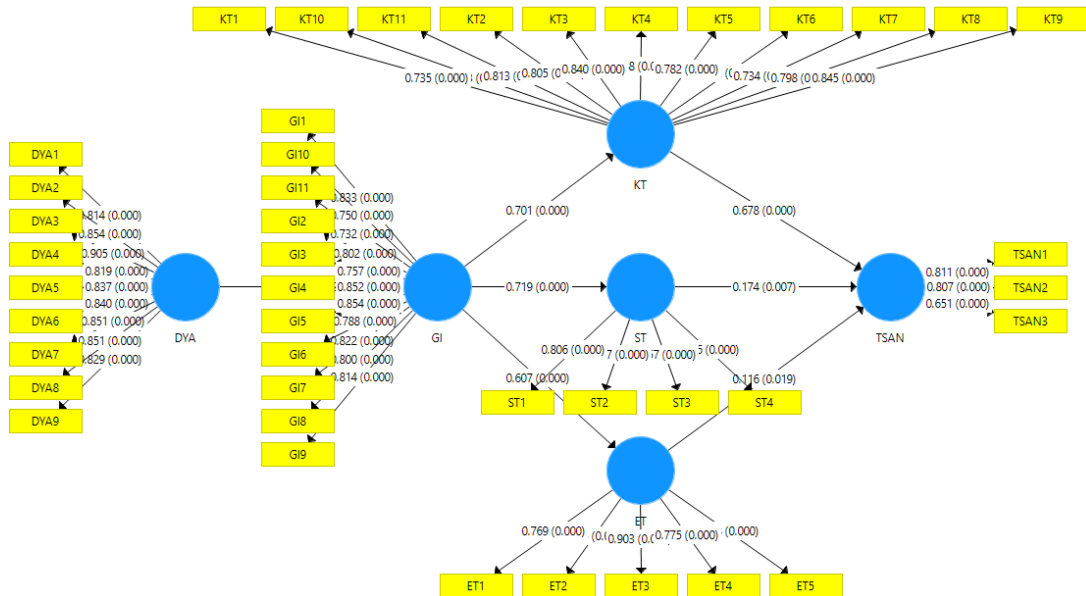 KT1 KT10 KT11 KT2 KT3 KT4 KT5 KT6 KT7 KT8 KT9
0.735 (0.000)
0.813
0.805
0.840 (0.000)
0.782 (0.000)
0.734
0.798
0.845 (0.000)
KT
DYA1
DYA2
DYA3
DYA4
DYA5
DYA6
DYA7
DYA8
DYA9
0.814 (0.000)
0.854 (0.000)
0.905 (0.000)
0.819 (0.000)
0.837 (0.000)
0.840 (0.000)
0.851 (0.000)
0.851 (0.000)
0.829 (0.000)
DYA
GI1
GI10
GI11
GI2
GI3
GI4
GI5
GI6
GI7
GI8
GI9
0.833 (0.000)
0.750 (0.000)
0.732 (0.000)
0.802 (0.000)
0.757 (0.000)
0.852 (0.000)
0.854 (0.000)
0.788 (0.000)
0.822 (0.000)
0.800 (0.000)
0.814 (0.000)
GI
0.701 (0.000)
0.719 (0.000)
0.607 (0.000)
0.678 (0.000)
0.174 (0.007)
0.116 (0.019)
ST
0.806 (0.000)
(0.000)
(0.000)
(0.000)
ST1 ST2 ST3 ST4
TSAN
0.811 (0.000)
0.807 (0.000)
0.651 (0.000)
TSAN1
TSAN2
TSAN3
ET
0.769 (0.000)
0.903
0.775 (0.000)
(0.000)
ET1 ET2 ET3 ET4 ET5